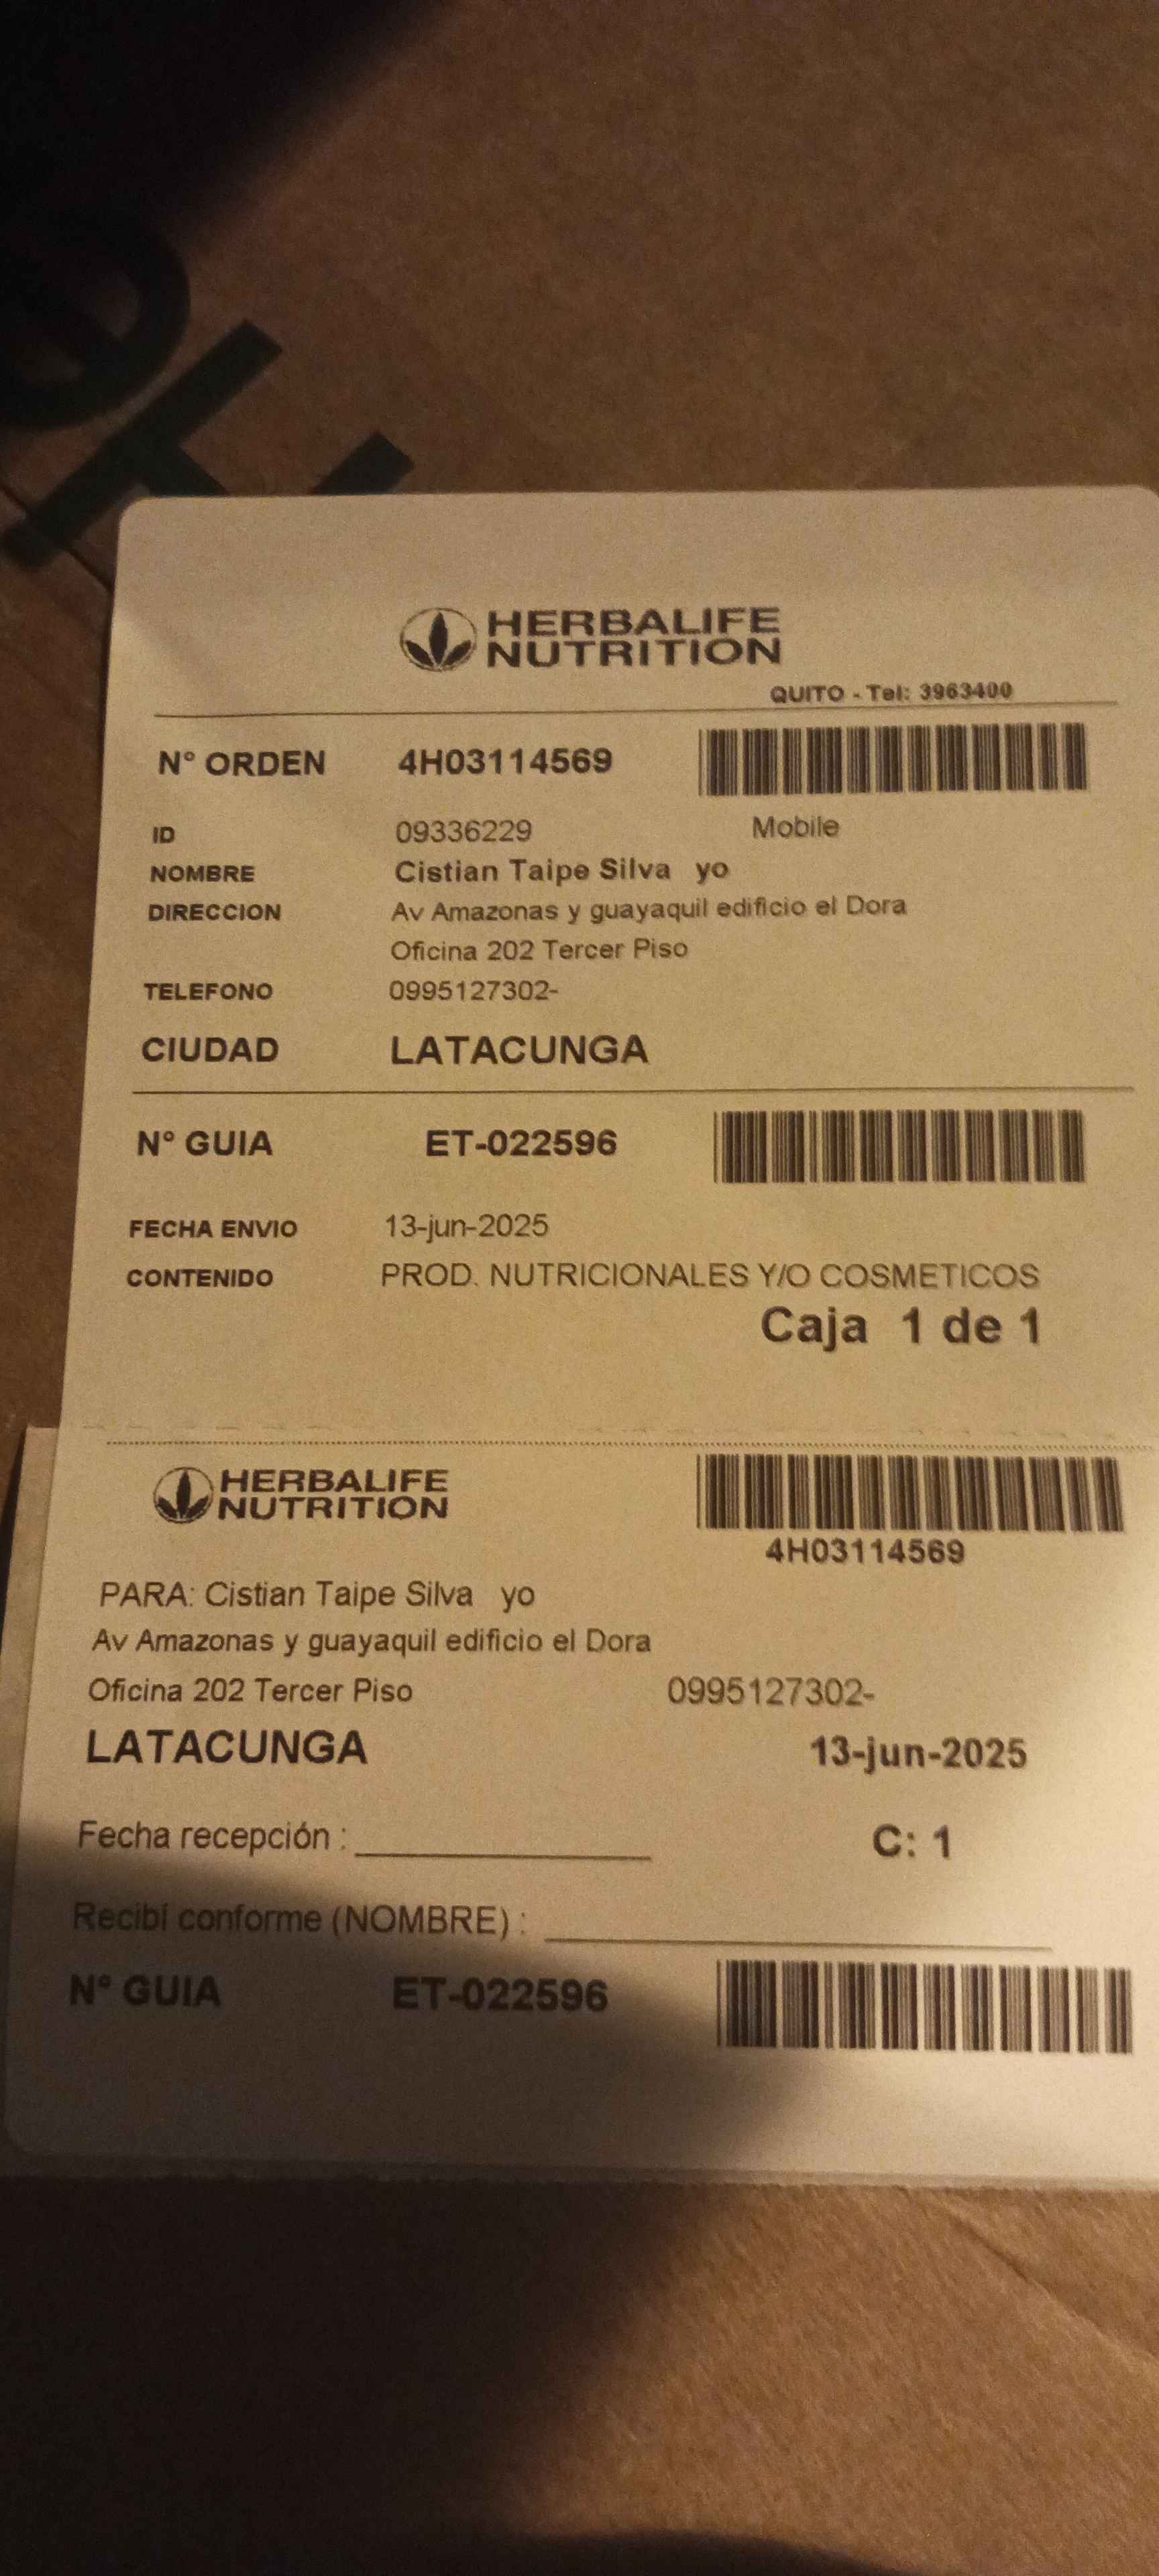 HERBALIFE
NUTRITION
QUITO - Tel: 3963400
N° ORDEN 4H03114569
ID 09336229 Mobile
NOMBRE Cistian Taipe Silva yo
DIRECCION Av Amazonas y guayaquil edificio el Dora
Oficina 202 Tercer Piso
TELEFONO 0995127302-
CIUDAD LATACUNGA
N° GUIA ET-022596
FECHA ENVIO 13-jun-2025
CONTENIDO PROD. NUTRICIONALES Y/O COSMETICOS
Caja 1 de 1
HERBALIFE
NUTRITION
4H03114569
PARA: Cistian Taipe Silva yo
Av Amazonas y guayaquil edificio el Dora
Oficina 202 Tercer Piso 0995127302-
LATACUNGA 13-jun-2025
Fecha recepción : C: 1
Recibí conforme (NOMBRE) :
N° GUIA ET-022596